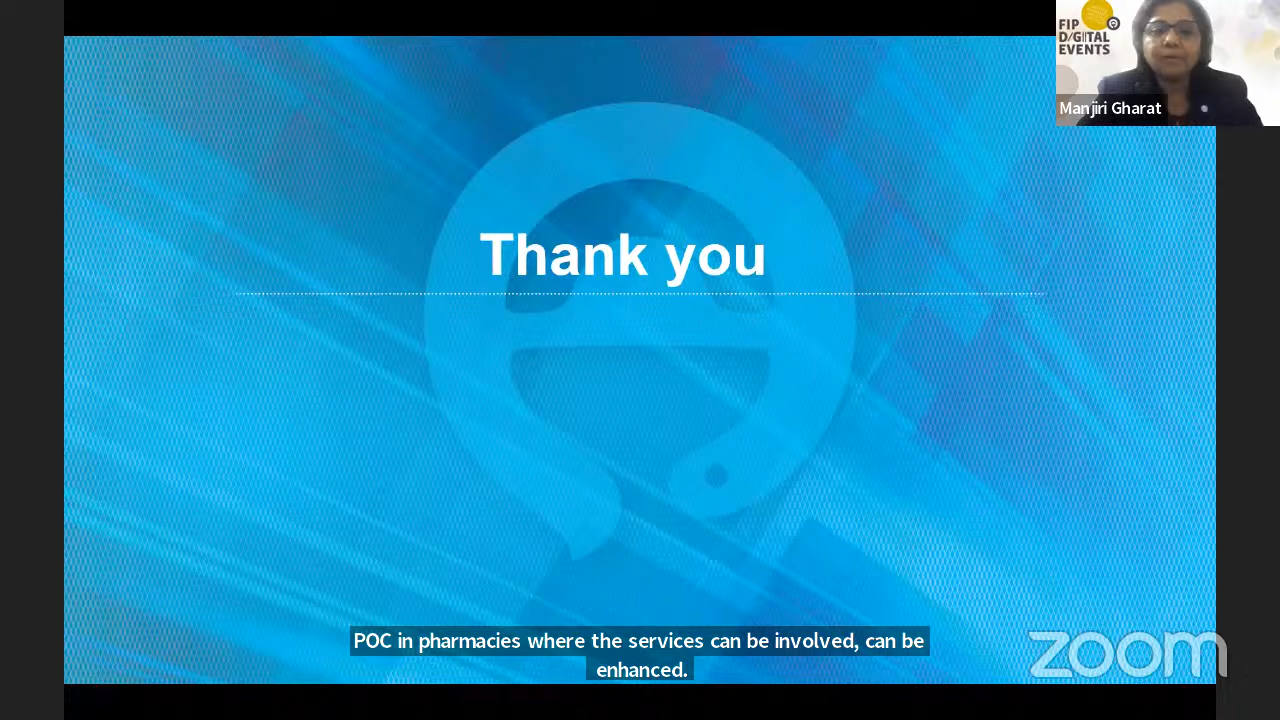 FIP
DIGITAL
EVENTS
Manjiri Gharat
Thank you
POC in pharmacies where the services can be involved, can be
enhanced.
zoom